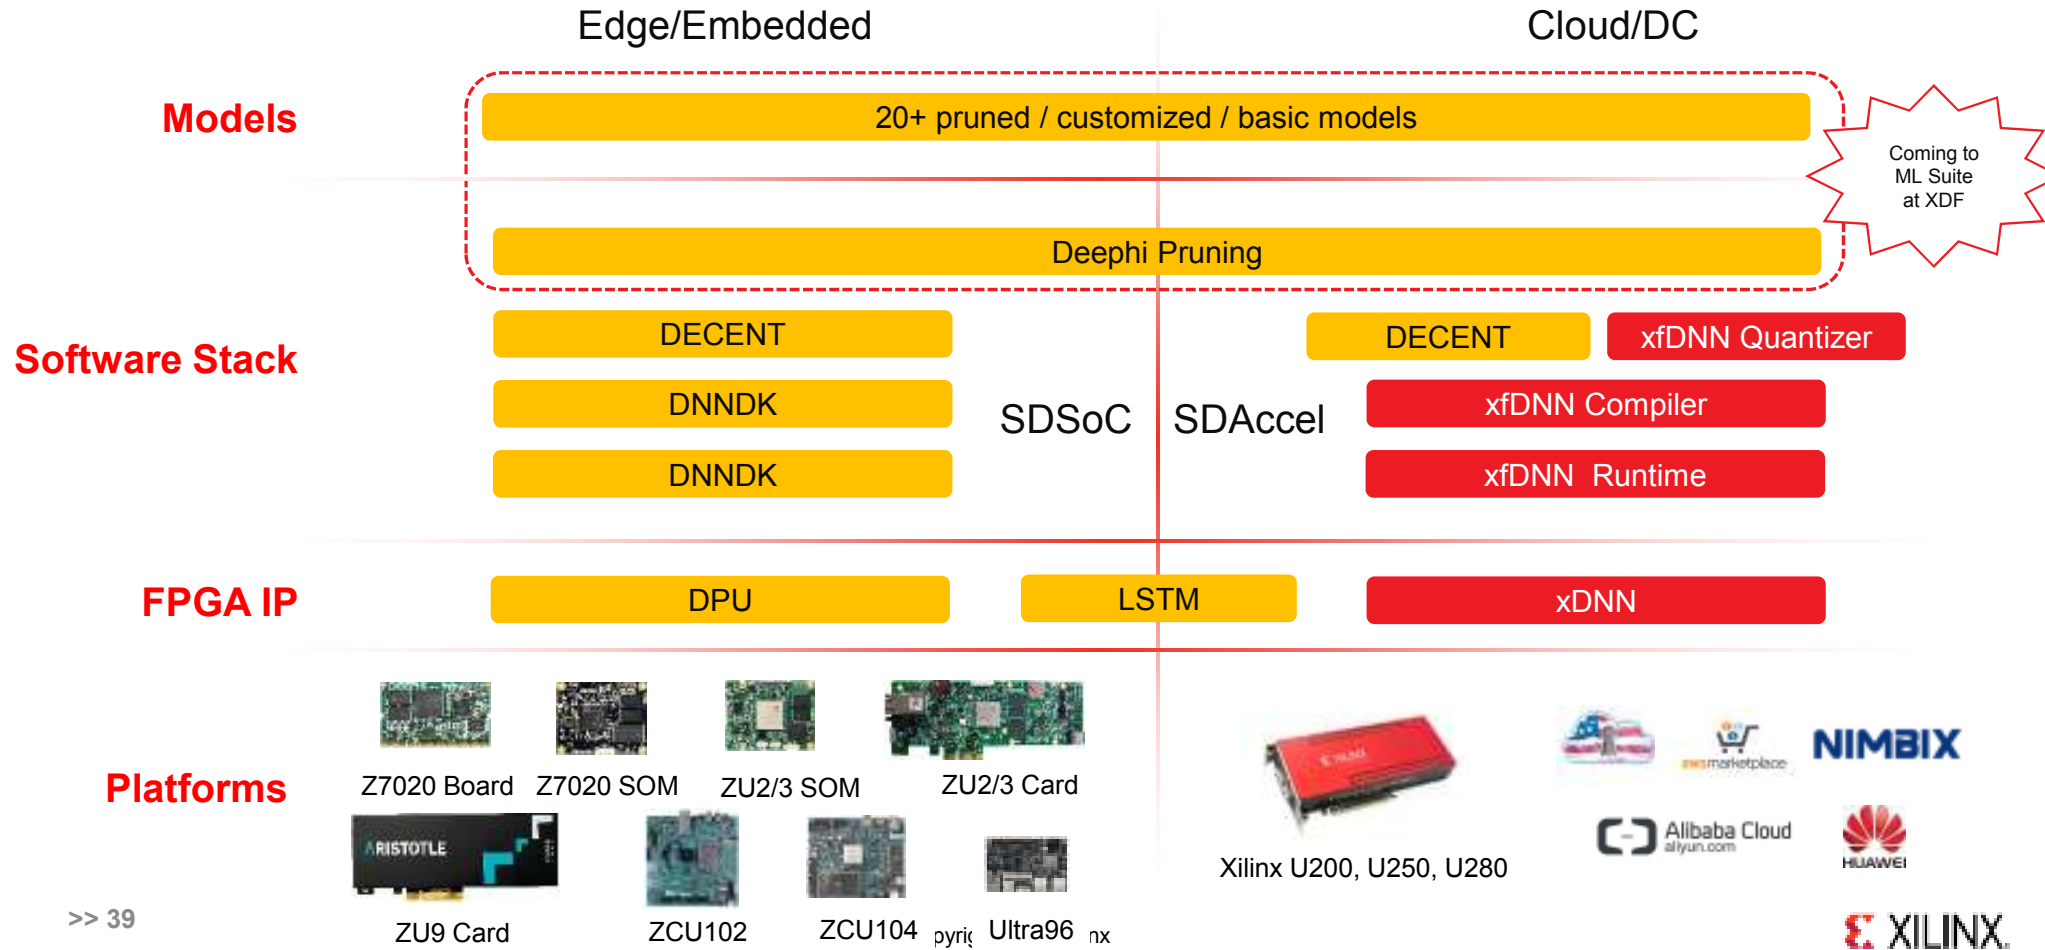 Edge/Embedded
Cloud/DC
Models
20+ pruned / customized / basic models
Coming to
ML Suite
at XDF
Deephi Pruning
Software Stack
DECENT
DECENT
xfDNN Quantizer
DNNDK
SDSoC
SDAccel
xfDNN Compiler
DNNDK
xfDNN Runtime
FPGA IP
DPU
LSTM
xDNN
Platforms
Z7020 Board
Z7020 SOM
ZU2/3 SOM
ZU2/3 Card
XILINX
aws marketplace
NIMBIX
ARISTOTLE
Alibaba Cloud
aliyun.com
HUAWEI
Xilinx U200, U250, U280
ZU9 Card
ZCU102
ZCU104
Ultra96
>> 39
XILINX